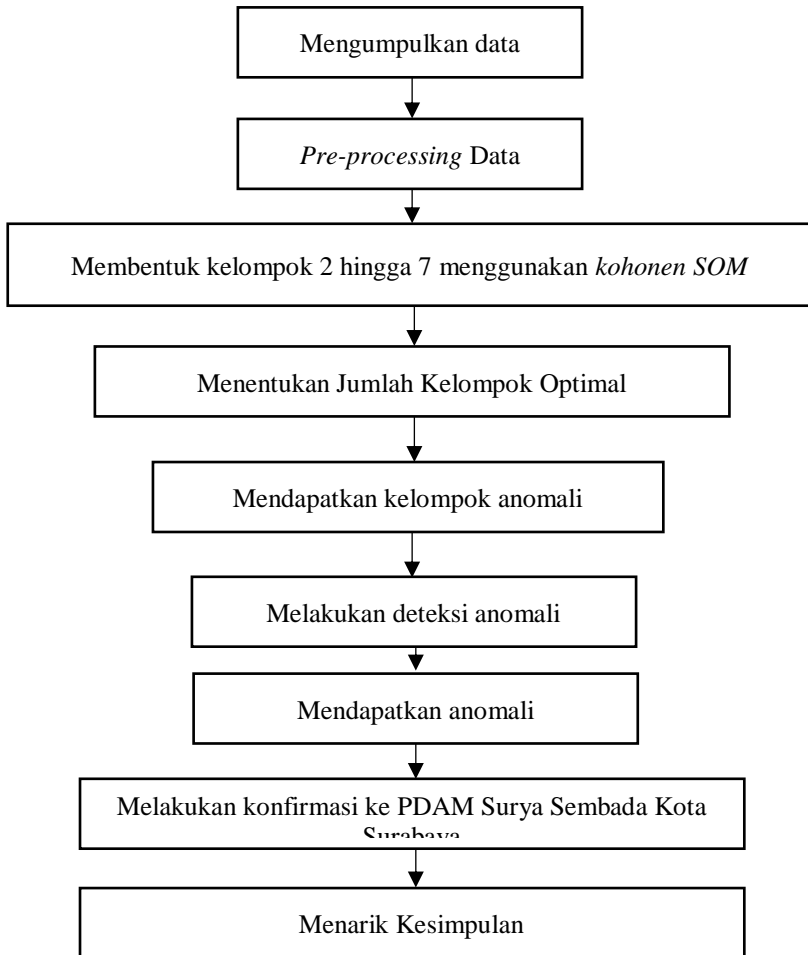 Mengumpulkan data
Pre-processing Data
Membentuk kelompok 2 hingga 7 menggunakan kohonen SOM
Menentukan Jumlah Kelompok Optimal
Mendapatkan kelompok anomali
Melakukan deteksi anomali
Mendapatkan anomali
Melakukan konfirmasi ke PDAM Surya Sembada Kota
Surabaya
Menarik Kesimpulan